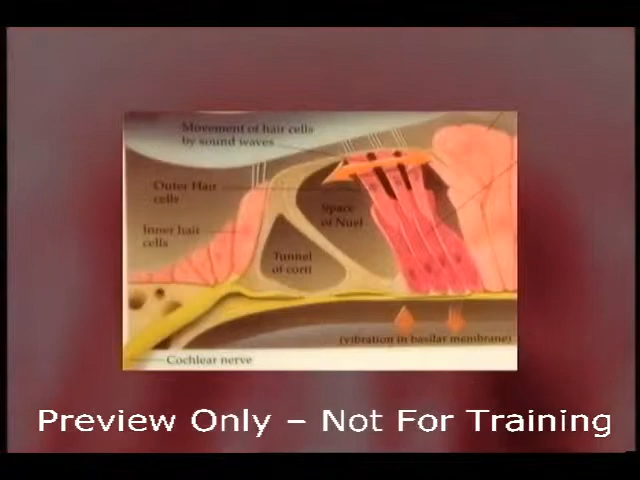 Movement of hair cells
by sound waves
Outer Hair
cells
Space
of Nuel
Inner hair
cells
Tunnel
of corti
(vibration in basilar membrane)
Cochlear nerve
Preview Only – Not For Training